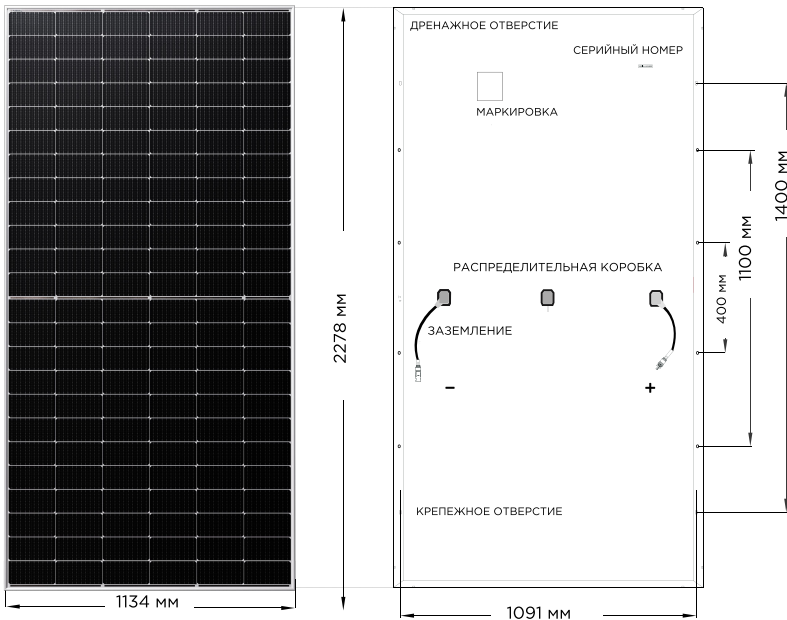 ДРЕНАЖНОЕ ОТВЕРСТИЕ
СЕРИЙНЫЙ НОМЕР
МАРКИРОВКА
1400 мм
1100 мм
400 мм
РАСПРЕДЕЛИТЕЛЬНАЯ КОРОБКА
ЗАЗЕМЛЕНИЕ
2278 мм
− +
КРЕПЕЖНОЕ ОТВЕРСТИЕ
1134 мм
1091 мм